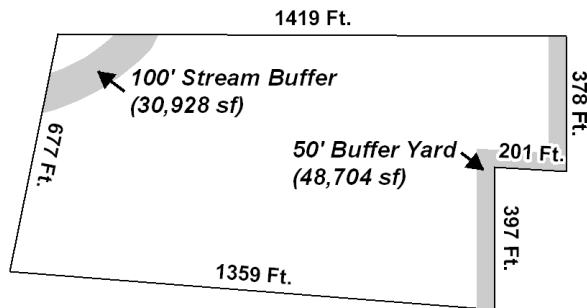 1419 Ft.
100' Stream Buffer
(30,928 sf)
378 Ft.
677 Ft.
50' Buffer Yard
(48,704 sf)
201 Ft.
397 Ft.
1359 Ft.